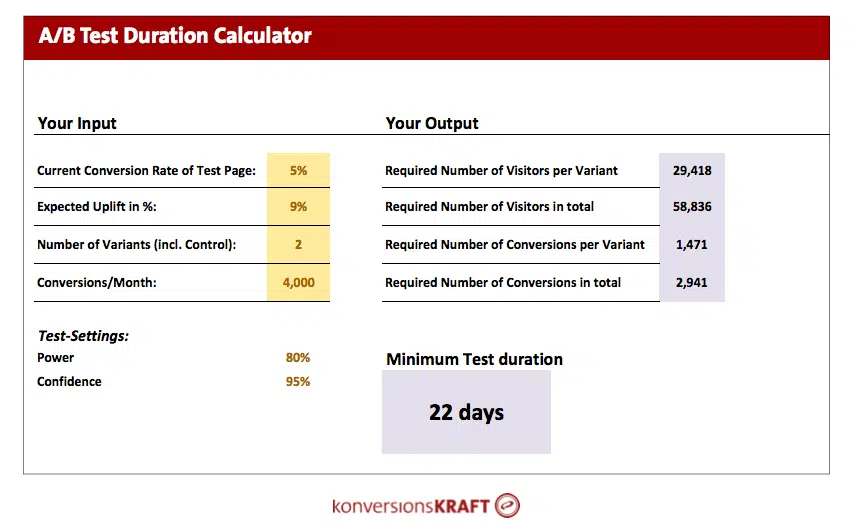 A/B Test Duration Calculator
Your Input
Current Conversion Rate of Test Page: 5%
Expected Uplift in %: 9%
Number of Variants (incl. Control): 2
Conversions/Month: 4,000
Test-Settings:
Power 80%
Confidence 95%
Your Output
Required Number of Visitors per Variant 29,418
Required Number of Visitors in total 58,836
Required Number of Conversions per Variant 1,471
Required Number of Conversions in total 2,941
Minimum Test duration
22 days
konversionsKRAFT